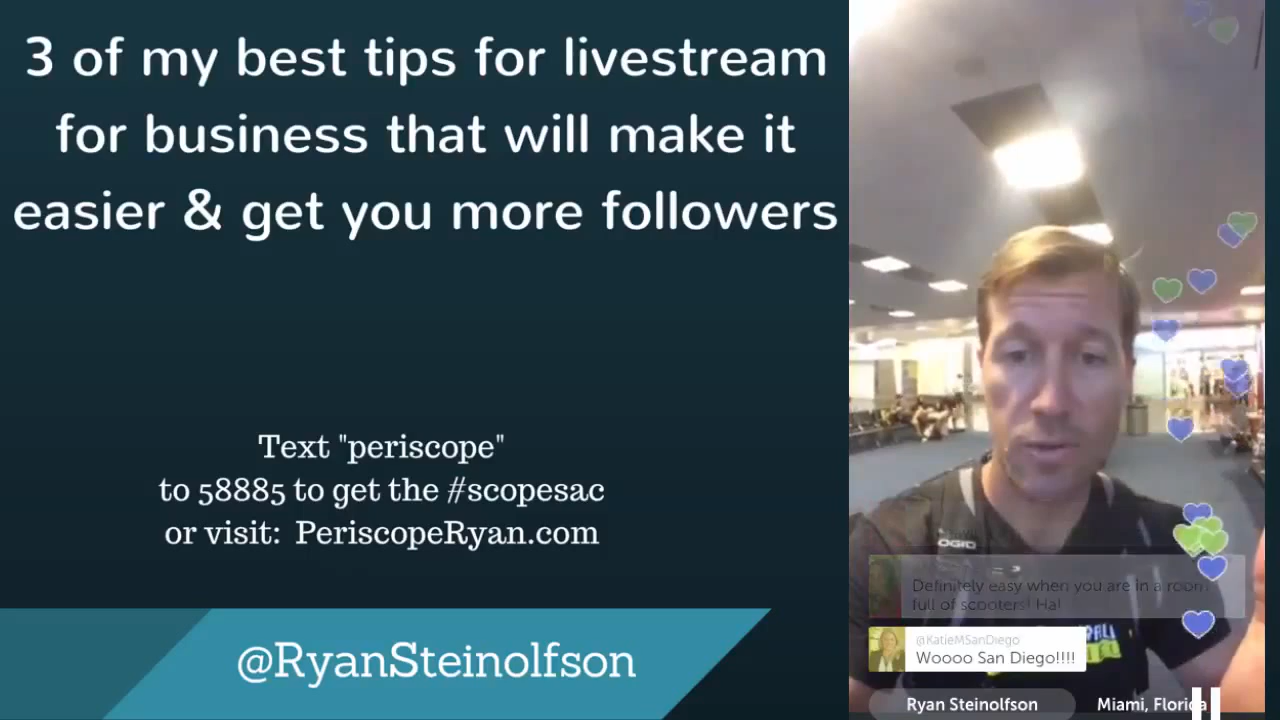 3 of my best tips for livestream
for business that will make it
easier & get you more followers
Text "periscope"
to 58885 to get the #scopesac
or visit: PeriscopeRyan.com
@RyanSteinolfson
OGIO
Definitely easy when you are in a room
full of scooters! Ha!
@KatieMSanDiego
Woooo San Diego!!!!
Ryan Steinolfson
Miami, Florida